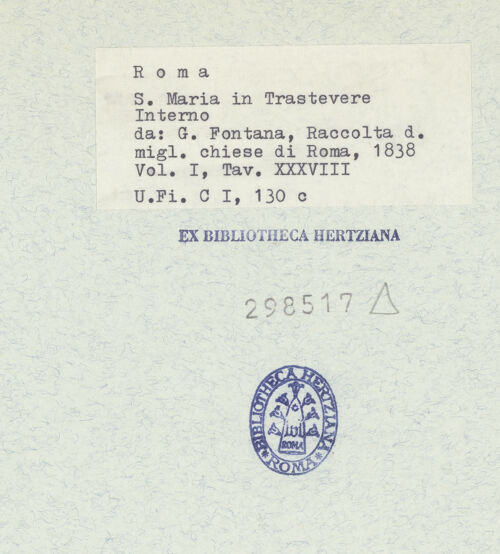 R o m a
S. Maria in Trastevere
Interno
da: G. Fontana, Raccolta d.
migl. chiese di Roma, 1838
Vol. I, Tav. XXXVIII
U.Fi. C I, 130 c
EX BIBLIOTHECA HERTZIANA
298517 △
BIBLIOTHECA HERTZIANA
ROMA
* ROMA *